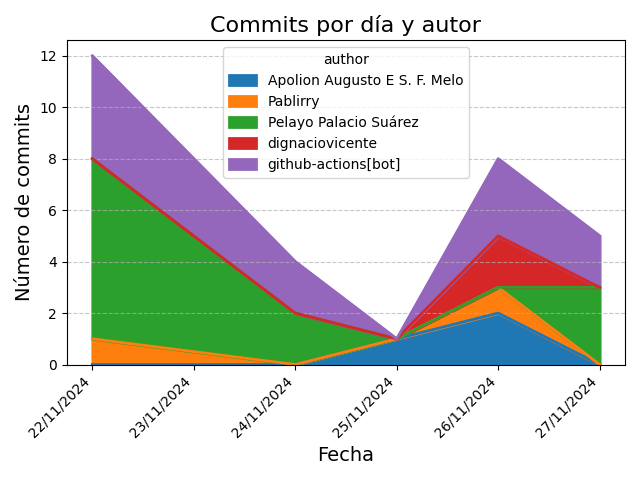 Commits por día y autor
Número de commits
12
10
8
6
4
2
0
author
Apolion Augusto E S. F. Melo
Pablirry
Pelayo Palacio Suárez
dignaciovicente
github-actions[bot]
22/11/2024
23/11/2024
24/11/2024
25/11/2024
26/11/2024
27/11/2024
Fecha